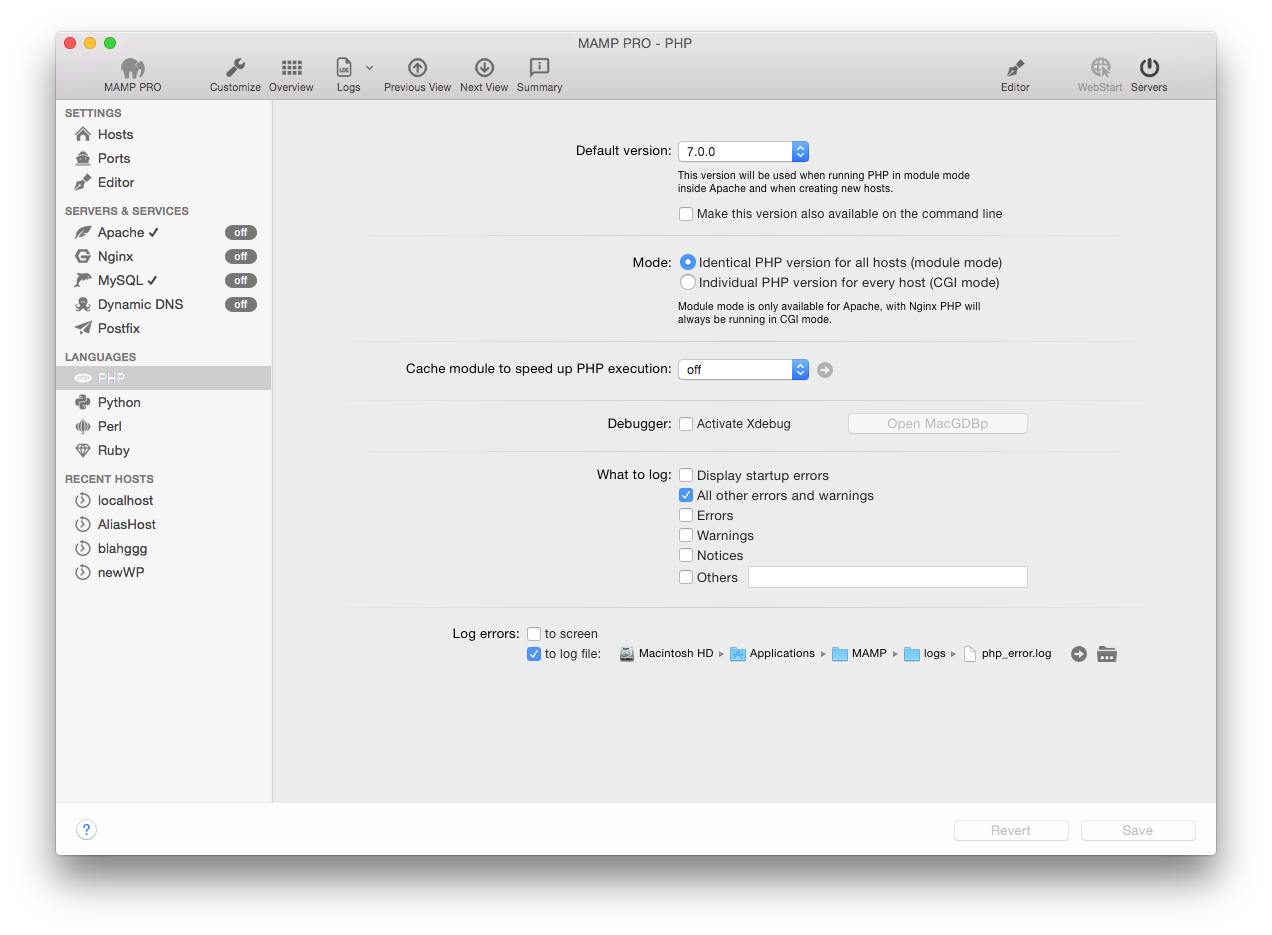 MAMP PRO - PHP
MAMP PRO
Customize
Overview
LOG
Logs
Previous View
Next View
Summary
Editor
WebStart
Servers
SETTINGS
Hosts
Ports
Editor
SERVERS & SERVICES
Apache ✓ off
Nginx off
MySQL ✓ off
Dynamic DNS off
Postfix
LANGUAGES
php PHP
Python
Perl
Ruby
RECENT HOSTS
localhost
AliasHost
blahggg
newWP
Default version: 7.0.0
This version will be used when running PHP in module mode
inside Apache and when creating new hosts.
Make this version also available on the command line
Mode: Identical PHP version for all hosts (module mode)
Individual PHP version for every host (CGI mode)
Module mode is only available for Apache, with Nginx PHP will
always be running in CGI mode.
Cache module to speed up PHP execution: off
Debugger: Activate Xdebug Open MacGDBp
What to log: Display startup errors
All other errors and warnings
Errors
Warnings
Notices
Others
Log errors: to screen
to log file: Macintosh HD ▸ Applications ▸ MAMP ▸ logs ▸ php_error.log
?
Revert
Save